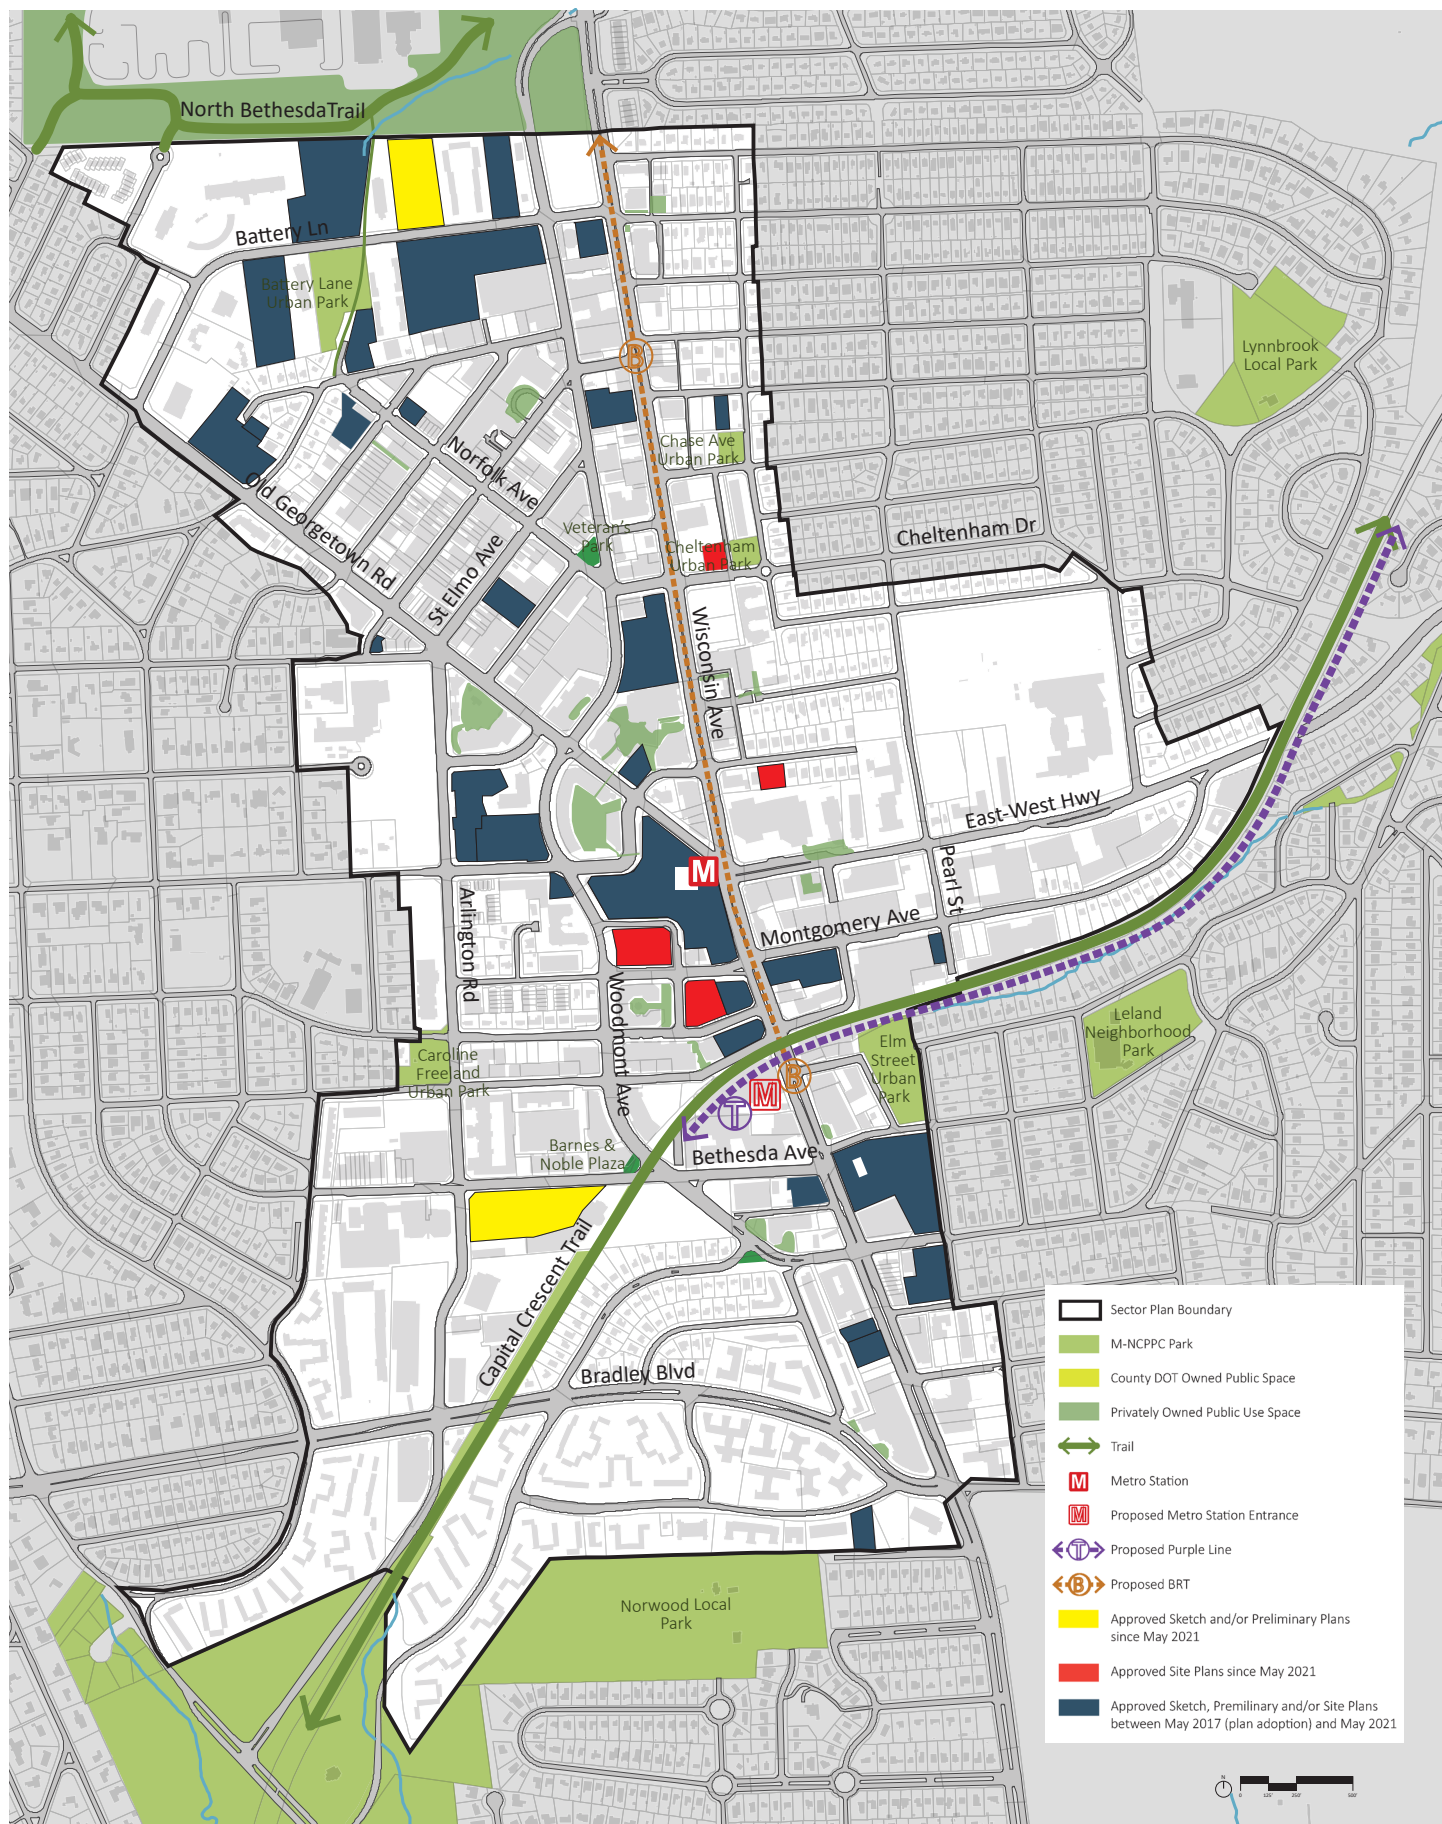 North BethesdaTrail
Battery Ln
Battery Lane
Urban Park
B
Lynnbrook
Local Park
Norfolk Ave
Chase Ave
Urban Park
Old Georgetown Rd
Veteran's
Park
Cheltenham Dr
Cheltenham
Urban Park
St Elmo Ave
Wisconsin Ave
East-West Hwy
Pearl St
M
Arlington Rd
Montgomery Ave
Woodmont Ave
Leland
Neighborhood
Park
Elm
Street
Urban
Park
Caroline
Freeland
Urban Park
B
M
T
Barnes &
Noble Plaza
Bethesda Ave
Capital Crescent Trail
Bradley Blvd
Norwood Local
Park
Sector Plan Boundary
M-NCPPC Park
County DOT Owned Public Space
Privately Owned Public Use Space
Trail
M Metro Station
M Proposed Metro Station Entrance
T Proposed Purple Line
B Proposed BRT
Approved Sketch and/or Preliminary Plans
since May 2021
Approved Site Plans since May 2021
Approved Sketch, Premilinary and/or Site Plans
between May 2017 (plan adoption) and May 2021
N
0 125' 250' 500'